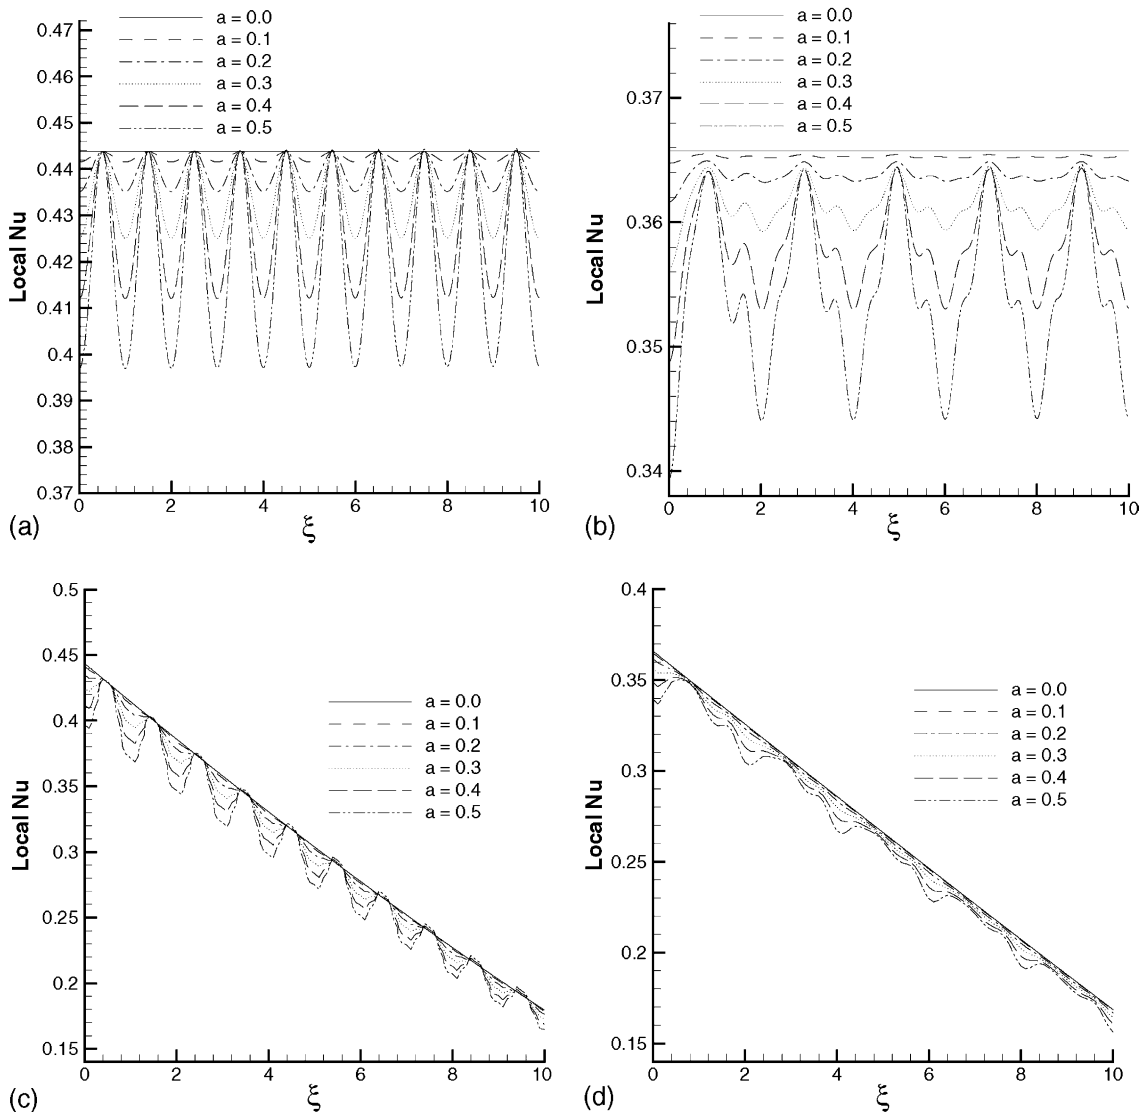 a = 0.0
a = 0.1
a = 0.2
a = 0.3
a = 0.4
a = 0.5
0.47
0.46
0.45
0.44
0.43
0.42
0.41
0.4
0.39
0.38
0.37
Local Nu
0 2 4 6 8 10
ξ
(a)
a = 0.0
a = 0.1
a = 0.2
a = 0.3
a = 0.4
a = 0.5
0.37
0.36
0.35
0.34
Local Nu
0 2 4 6 8 10
ξ
(b)
0.5
0.45
0.4
0.35
0.3
0.25
0.2
0.15
Local Nu
a = 0.0
a = 0.1
a = 0.2
a = 0.3
a = 0.4
a = 0.5
0 2 4 6 8 10
ξ
(c)
0.4
0.35
0.3
0.25
0.2
0.15
Local Nu
a = 0.0
a = 0.1
a = 0.2
a = 0.3
a = 0.4
a = 0.5
0 2 4 6 8 10
ξ
(d)